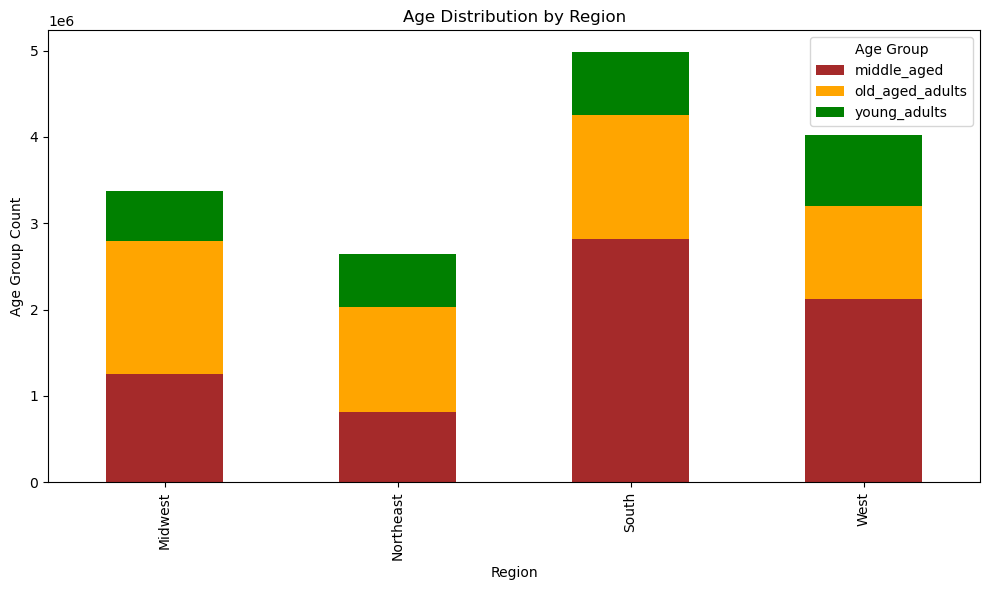 Age Distribution by Region
1e6
5
4
3
2
1
0
Age Group Count
Age Group
middle_aged
old_aged_adults
young_adults
Midwest
Northeast
South
West
Region